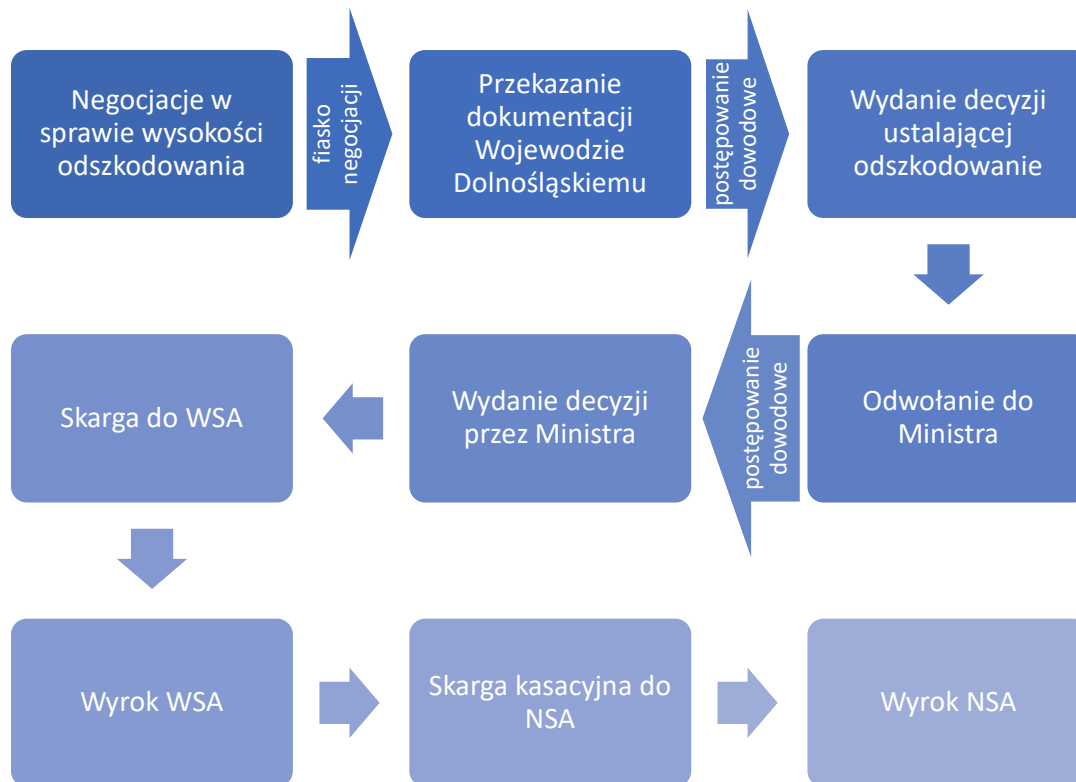 Negocjacje w
sprawie wysokości
odszkodowania
fiasko
negocjacji
Przekazanie
dokumentacji
Wojewodzie
Dolnośląskiemu
postępowanie
dowodowe
Wydanie decyzji
ustalającej
odszkodowanie
Odwołanie do
Ministra
postępowanie
dowodowe
Wydanie decyzji
przez Ministra
Skarga do WSA
Wyrok WSA
Skarga kasacyjna do
NSA
Wyrok NSA